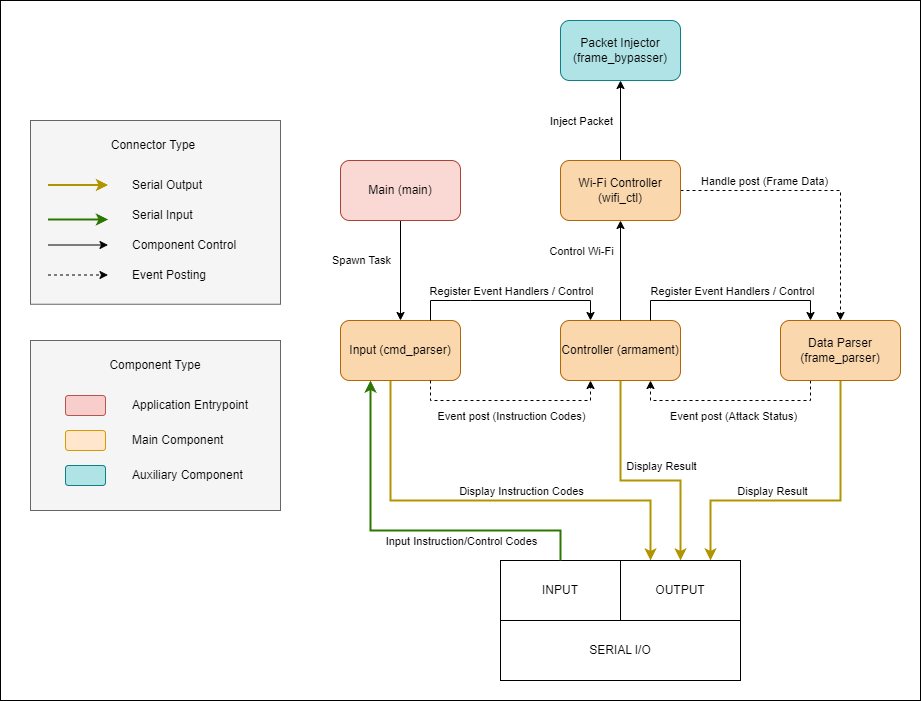 Packet Injector
(frame_bypasser)
Inject Packet
Connector Type
Serial Output
Serial Input
Component Control
Event Posting
Main (main)
Wi-Fi Controller
(wifi_ctl)
Handle post (Frame Data)
Spawn Task
Control Wi-Fi
Register Event Handlers / Control
Register Event Handlers / Control
Input (cmd_parser)
Controller (armament)
Data Parser
(frame_parser)
Component Type
Application Entrypoint
Main Component
Auxiliary Component
Event post (Instruction Codes)
Event post (Attack Status)
Display Result
Display Instruction Codes
Display Result
Input Instruction/Control Codes
INPUT
OUTPUT
SERIAL I/O